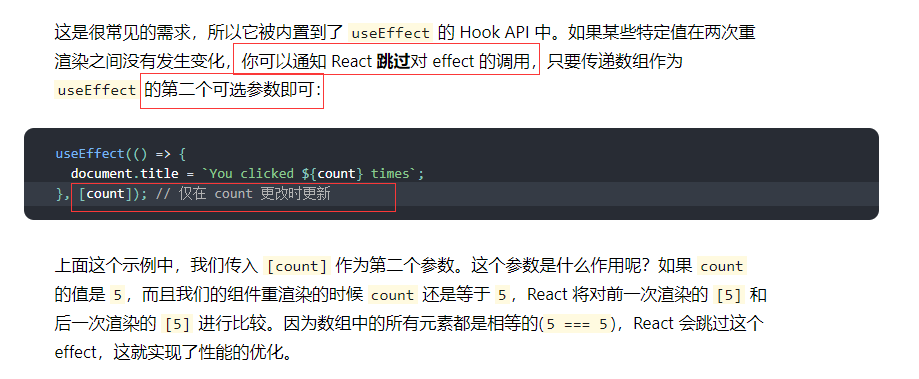 这是很常见的需求，所以它被内置到了 useEffect 的 Hook API 中。如果某些特定值在两次重
渲染之间没有发生变化，你可以通知 React 跳过对 effect 的调用，只要传递数组作为
useEffect 的第二个可选参数即可：
useEffect(() => {
  document.title = `You clicked ${count} times`;
}, [count]); // 仅在 count 更改时更新
上面这个示例中，我们传入 [count] 作为第二个参数。这个参数是什么作用呢？如果 count
的值是 5，而且我们的组件重渲染的时候 count 还是等于 5，React 将对前一次渲染的 [5] 和
后一次渲染的 [5] 进行比较。因为数组中的所有元素都是相等的(5 === 5)，React 会跳过这个
effect，这就实现了性能的优化。